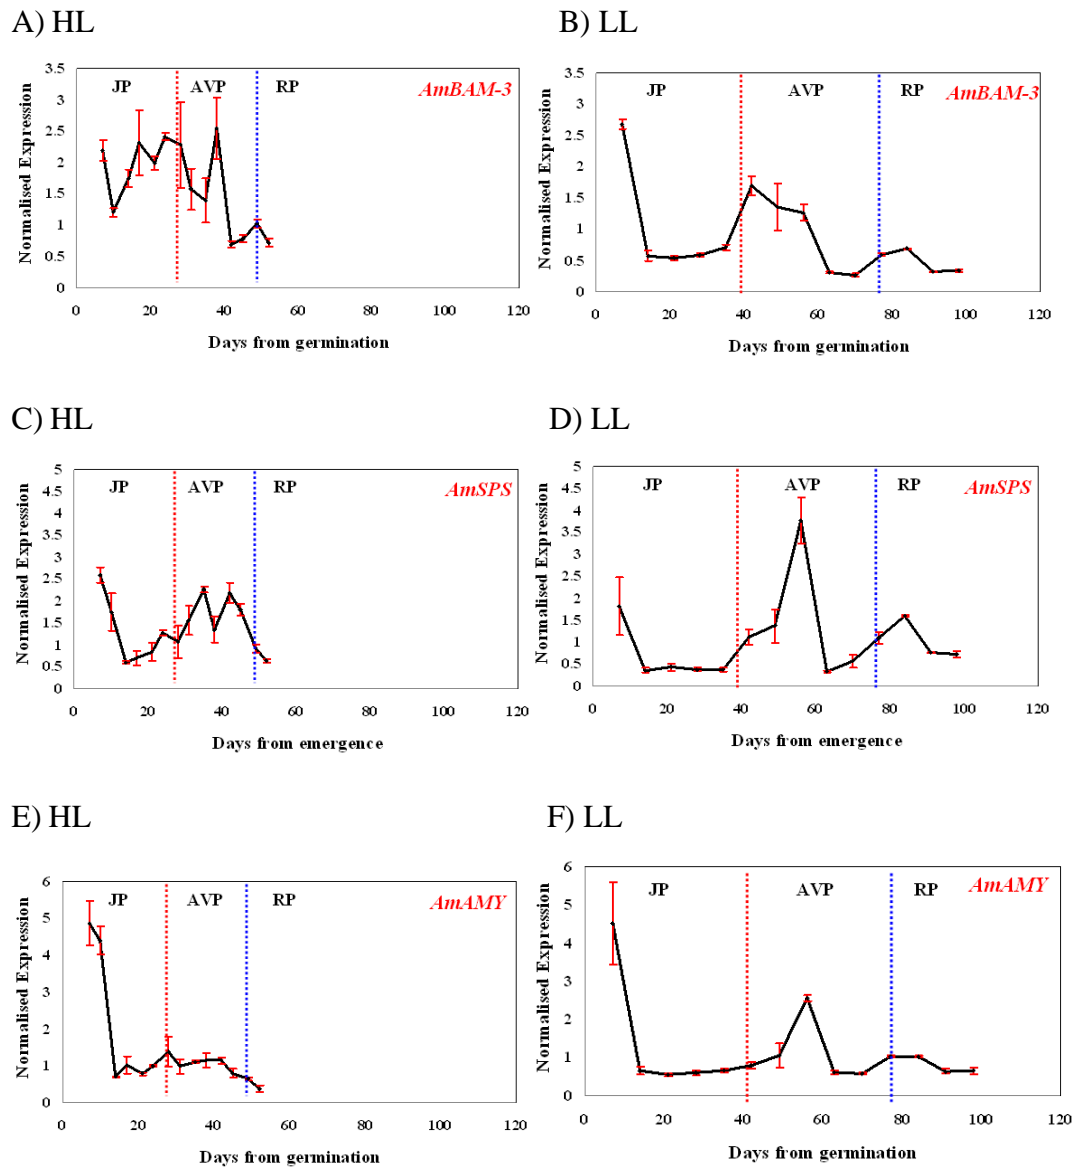 A) HL
B) LL
JP AVP RP AmBAM-3
3.5
3
2.5
2
1.5
1
0.5
0
0 20 40 60 80 100 120
Normalised Expression
Days from germination
JP AVP RP AmBAM-3
3.5
3
2.5
2
1.5
1
0.5
0
0 20 40 60 80 100 120
Normalised Expression
Days from germination
C) HL
D) LL
JP AVP RP AmSPS
5
4.5
4
3.5
3
2.5
2
1.5
1
0.5
0
0 20 40 60 80 100 120
Normalised Expression
Days from emergence
JP AVP RP AmSPS
5
4.5
4
3.5
3
2.5
2
1.5
1
0.5
0
0 20 40 60 80 100 120
Normalised Expression
Days from emergence
E) HL
F) LL
JP AVP RP AmAMY
6
5
4
3
2
1
0
0 20 40 60 80 100 120
Normalised Expression
Days from germination
JP AVP RP AmAMY
6
5
4
3
2
1
0
0 20 40 60 80 100 120
Normalised Expression
Days from germination